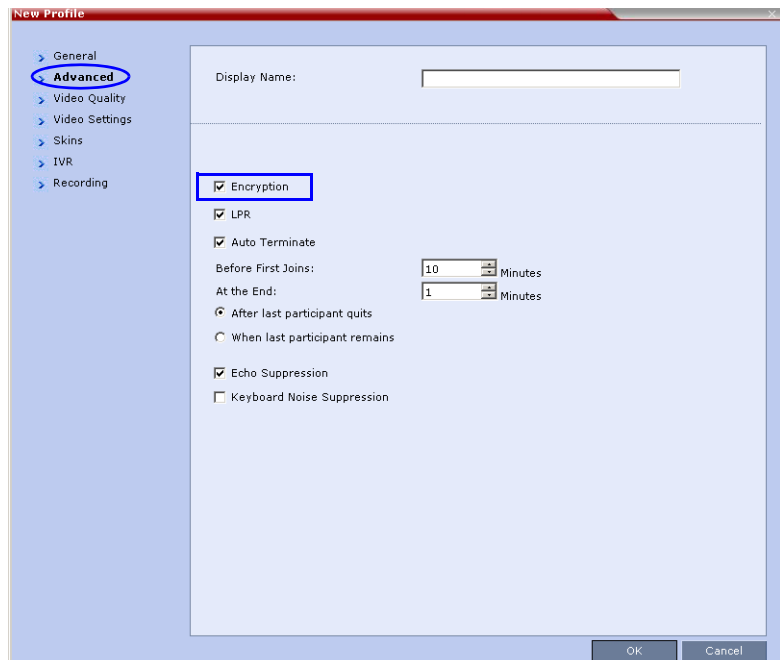 New Profile
General
Advanced
Video Quality
Video Settings
Skins
IVR
Recording
Display Name:
Encryption
LPR
Auto Terminate
Before First Joins: 10 Minutes
At the End: 1 Minutes
After last participant quits
When last participant remains
Echo Suppression
Keyboard Noise Suppression
OK Cancel